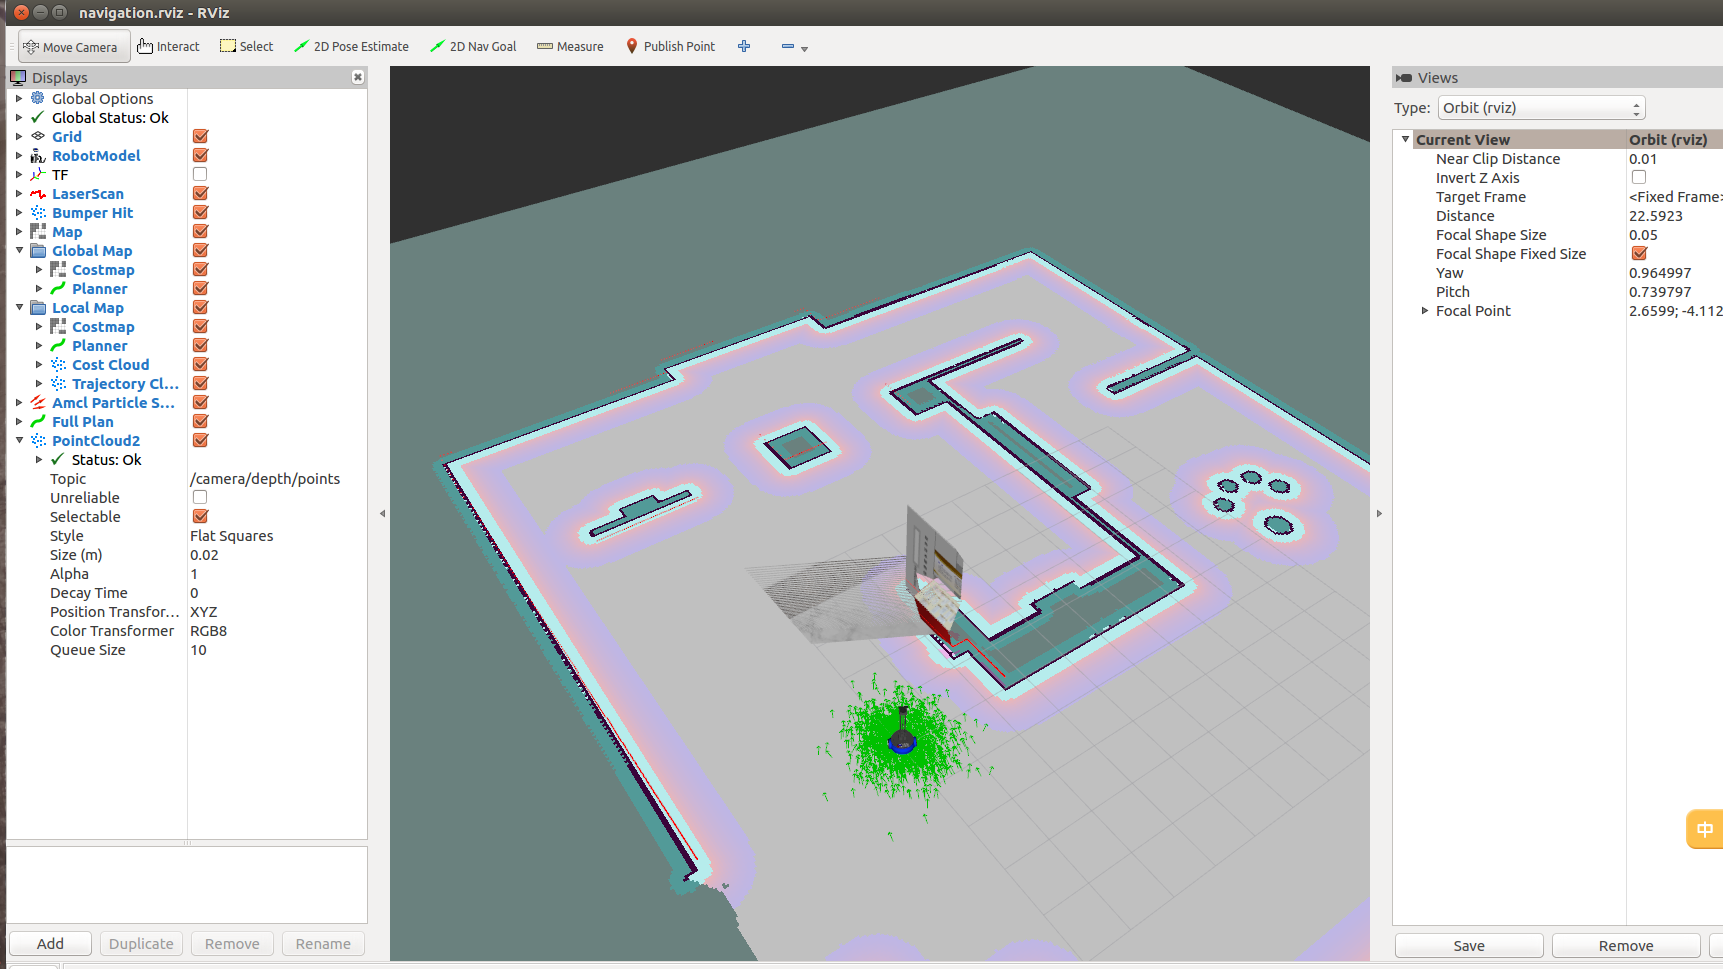 navigation.rviz - RViz
Move Camera Interact Select 2D Pose Estimate 2D Nav Goal Measure Publish Point
Displays
Global Options
Global Status: Ok
Grid
RobotModel
TF
LaserScan
Bumper Hit
Map
Global Map
Costmap
Planner
Local Map
Costmap
Planner
Cost Cloud
Trajectory Cl...
Amcl Particle S...
Full Plan
PointCloud2
Status: Ok
Topic /camera/depth/points
Unreliable
Selectable
Style Flat Squares
Size (m) 0.02
Alpha 1
Decay Time 0
Position Transfor... XYZ
Color Transformer RGB8
Queue Size 10
Add Duplicate Remove Rename
Views
Type: Orbit (rviz)
Current View Orbit (rviz)
Near Clip Distance 0.01
Invert Z Axis
Target Frame <Fixed Frame>
Distance 22.5923
Focal Shape Size 0.05
Focal Shape Fixed Size
Yaw 0.964997
Pitch 0.739797
Focal Point 2.6599; -4.112
中
Save Remove